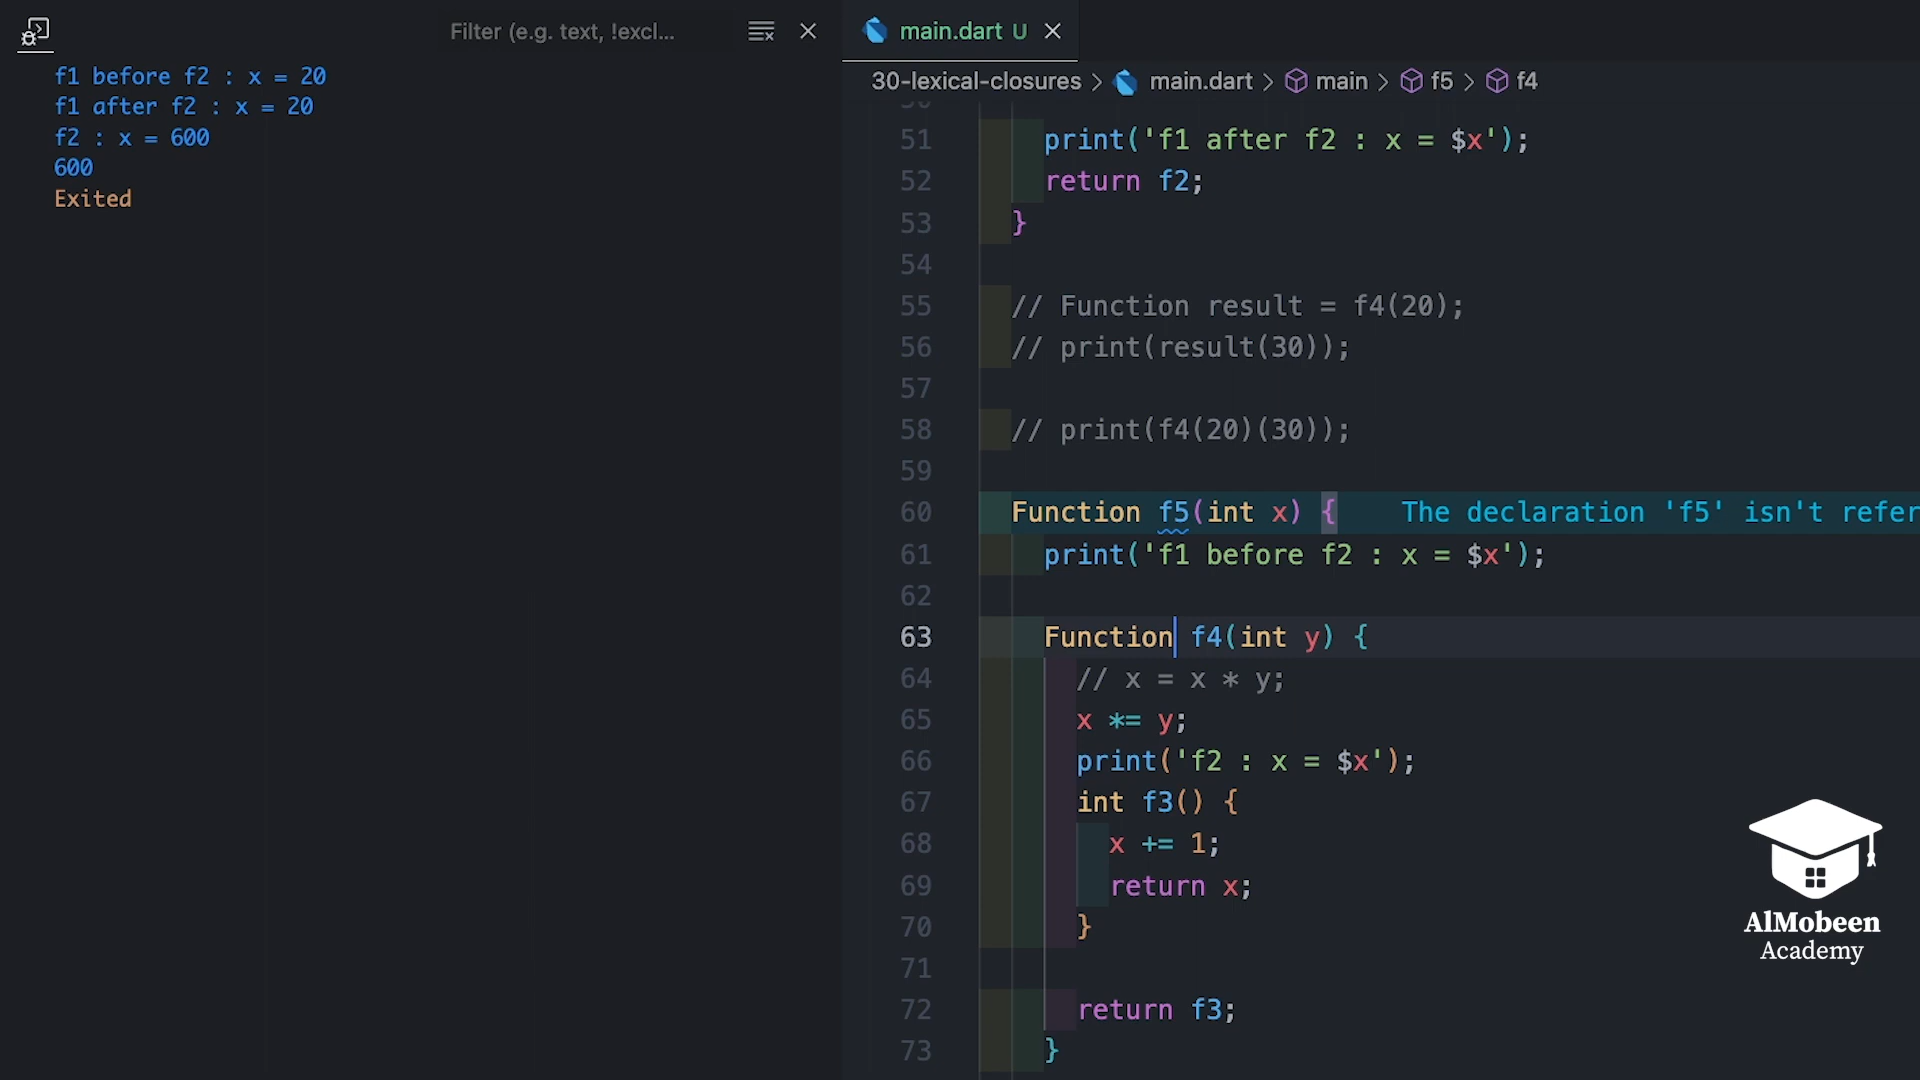 Filter (e.g. text, !excl...
f1 before f2 : x = 20
f1 after f2 : x = 20
f2 : x = 600
600
Exited
main.dart U
30-lexical-closures > main.dart > main > f5 > f4
51 print('f1 after f2 : x = $x');
52 return f2;
53 }
54
55 // Function result = f4(20);
56 // print(result(30));
57
58 // print(f4(20)(30));
59
60 Function f5(int x) { The declaration 'f5' isn't refer
61 print('f1 before f2 : x = $x');
62
63 Function f4(int y) {
64 // x = x * y;
65 x *= y;
66 print('f2 : x = $x');
67 int f3() {
68 x += 1;
69 return x;
70 }
71
72 return f3;
73 }
AlMobeen
Academy